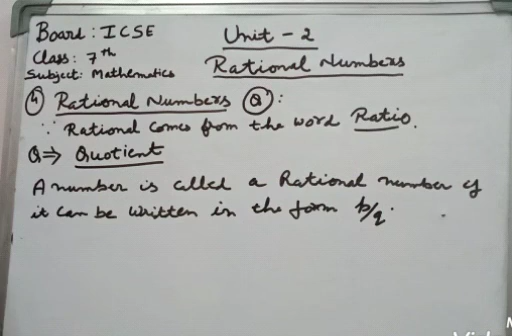 Board: ICSE
Unit - 2
Class: 7th
Subject: Mathematics
Rational Numbers
④ Rational Numbers Q':
∵ Rational comes from the word Ratio.
Q ⇒ Quotient
A number is called a Rational number if
it can be written in the form p/q.